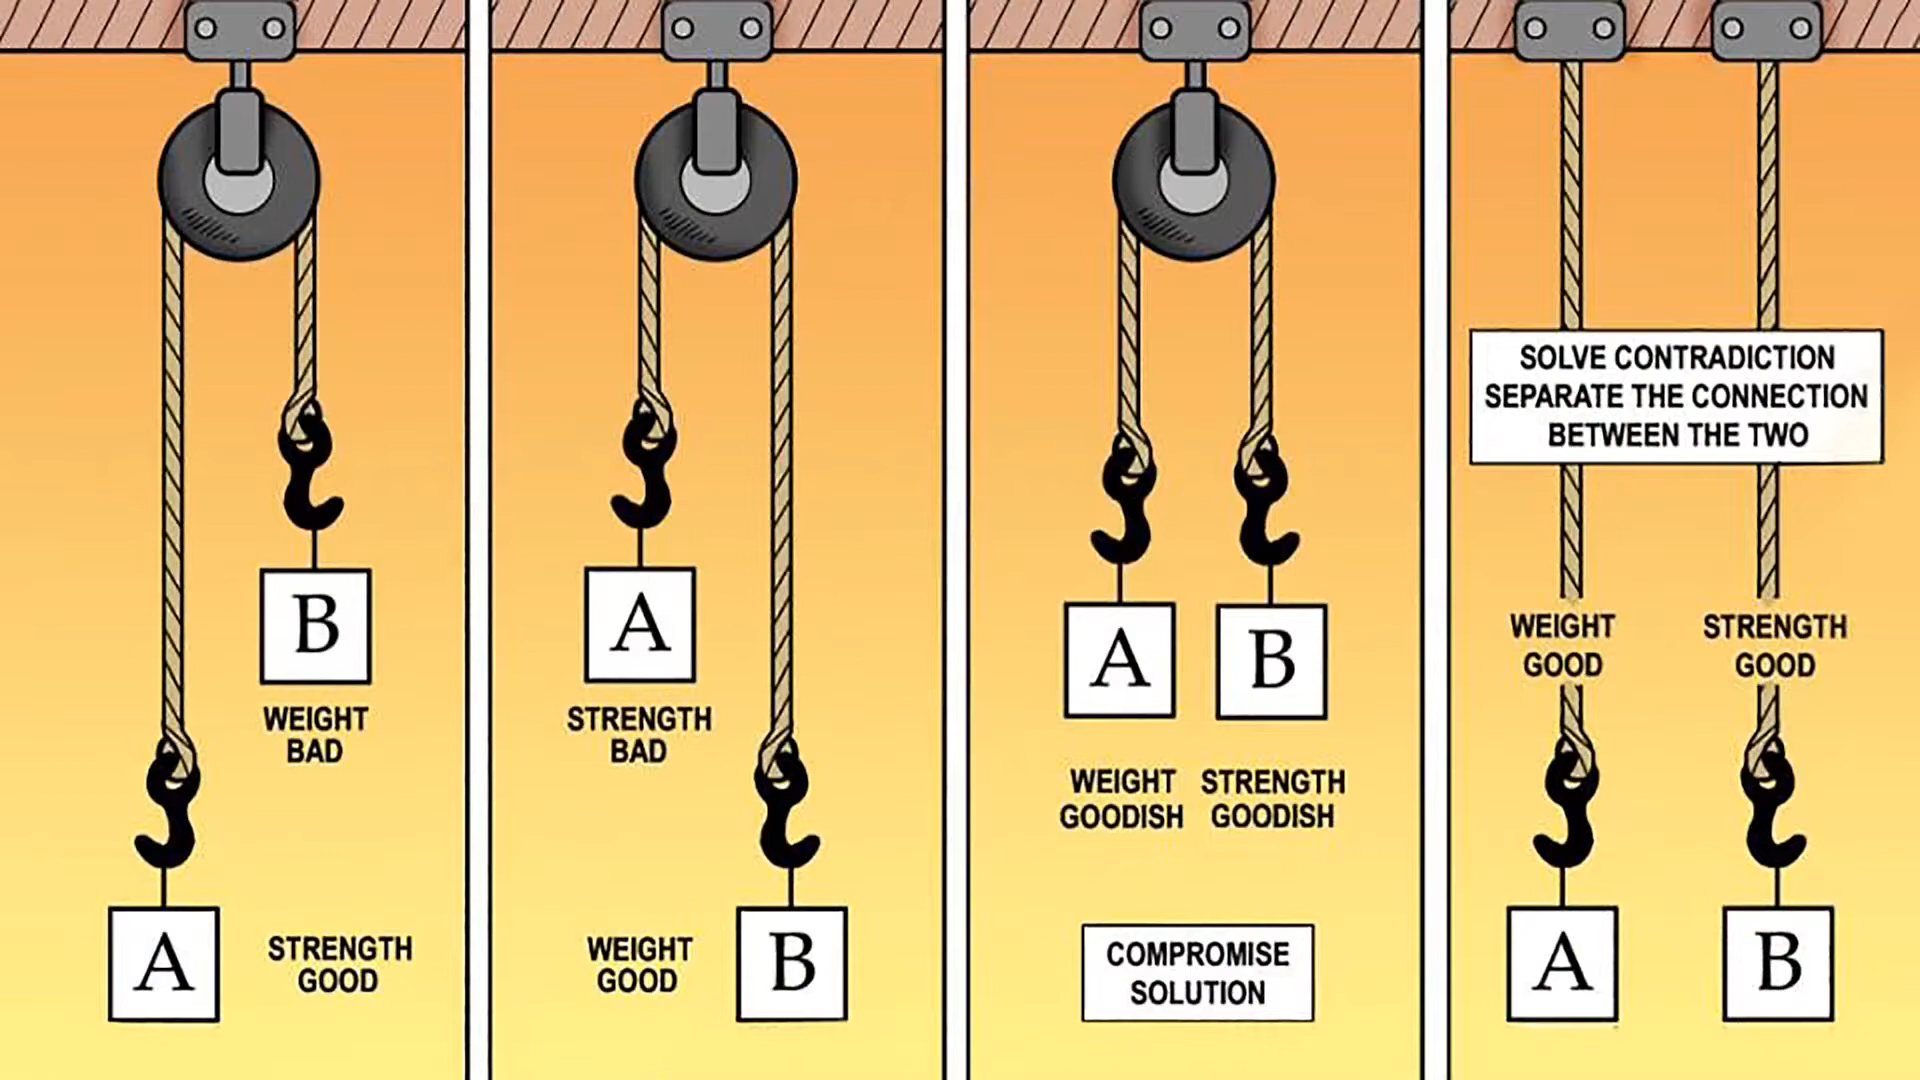 B
WEIGHT
BAD
A
STRENGTH
GOOD
A
STRENGTH
BAD
WEIGHT
GOOD
B
A
B
WEIGHT
GOODISH
STRENGTH
GOODISH
COMPROMISE
SOLUTION
SOLVE CONTRADICTION
SEPARATE THE CONNECTION
BETWEEN THE TWO
WEIGHT
GOOD
STRENGTH
GOOD
A
B